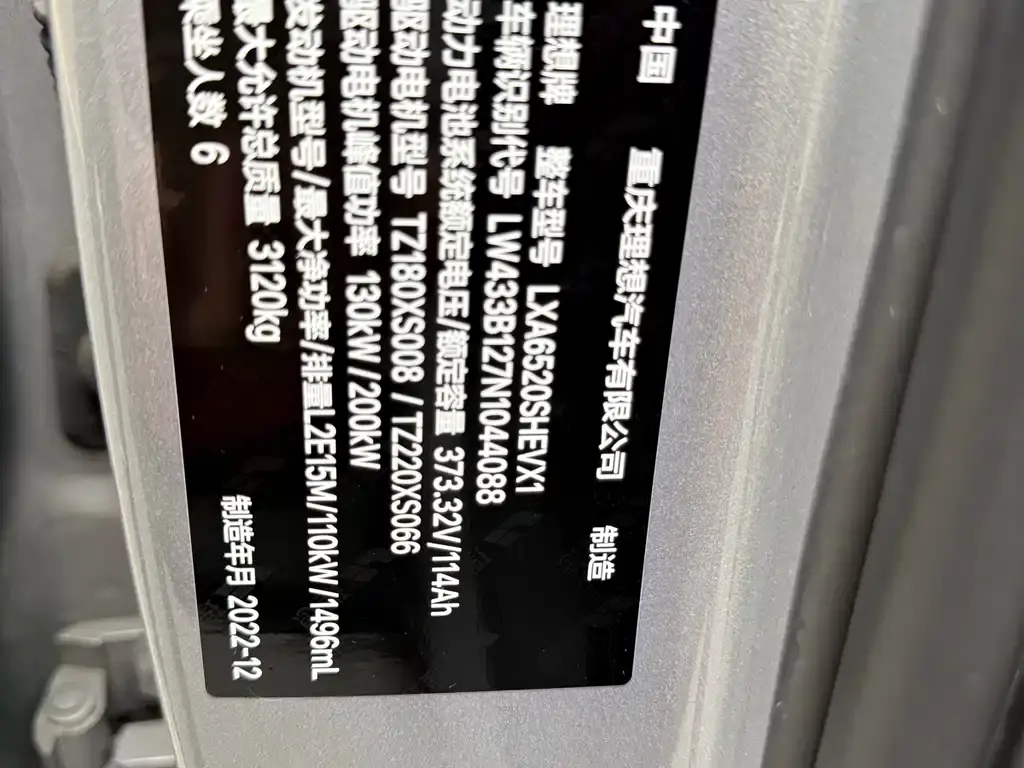 中国 重庆理想汽车有限公司 制造
理想牌 整车型号 LXA6520SHEVX1
车辆识别代号 LW433B127N1044088
动力电池系统额定电压/额定容量 373.32V/114Ah
驱动电机型号 TZ180XS008 / TZ220XS066
驱动电机峰值功率 130kW / 200kW
发动机型号/最大净功率/排量L2E15M/110kW/1496mL
最大允许总质量 3120kg
乘坐人数 6 制造年月 2022-12